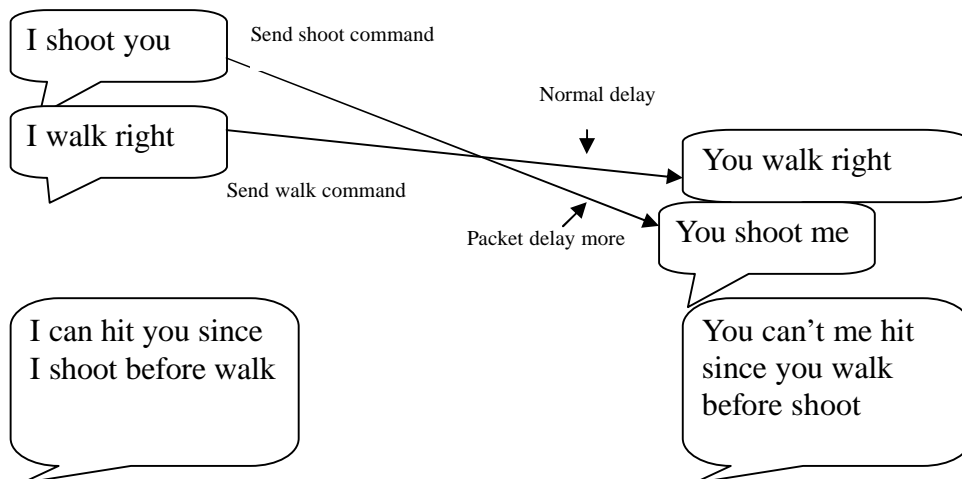 I shoot you
Send shoot command
Normal delay
I walk right
You walk right
Send walk command
You shoot me
Packet delay more
I can hit you since
I shoot before walk
You can’t me hit
since you walk
before shoot